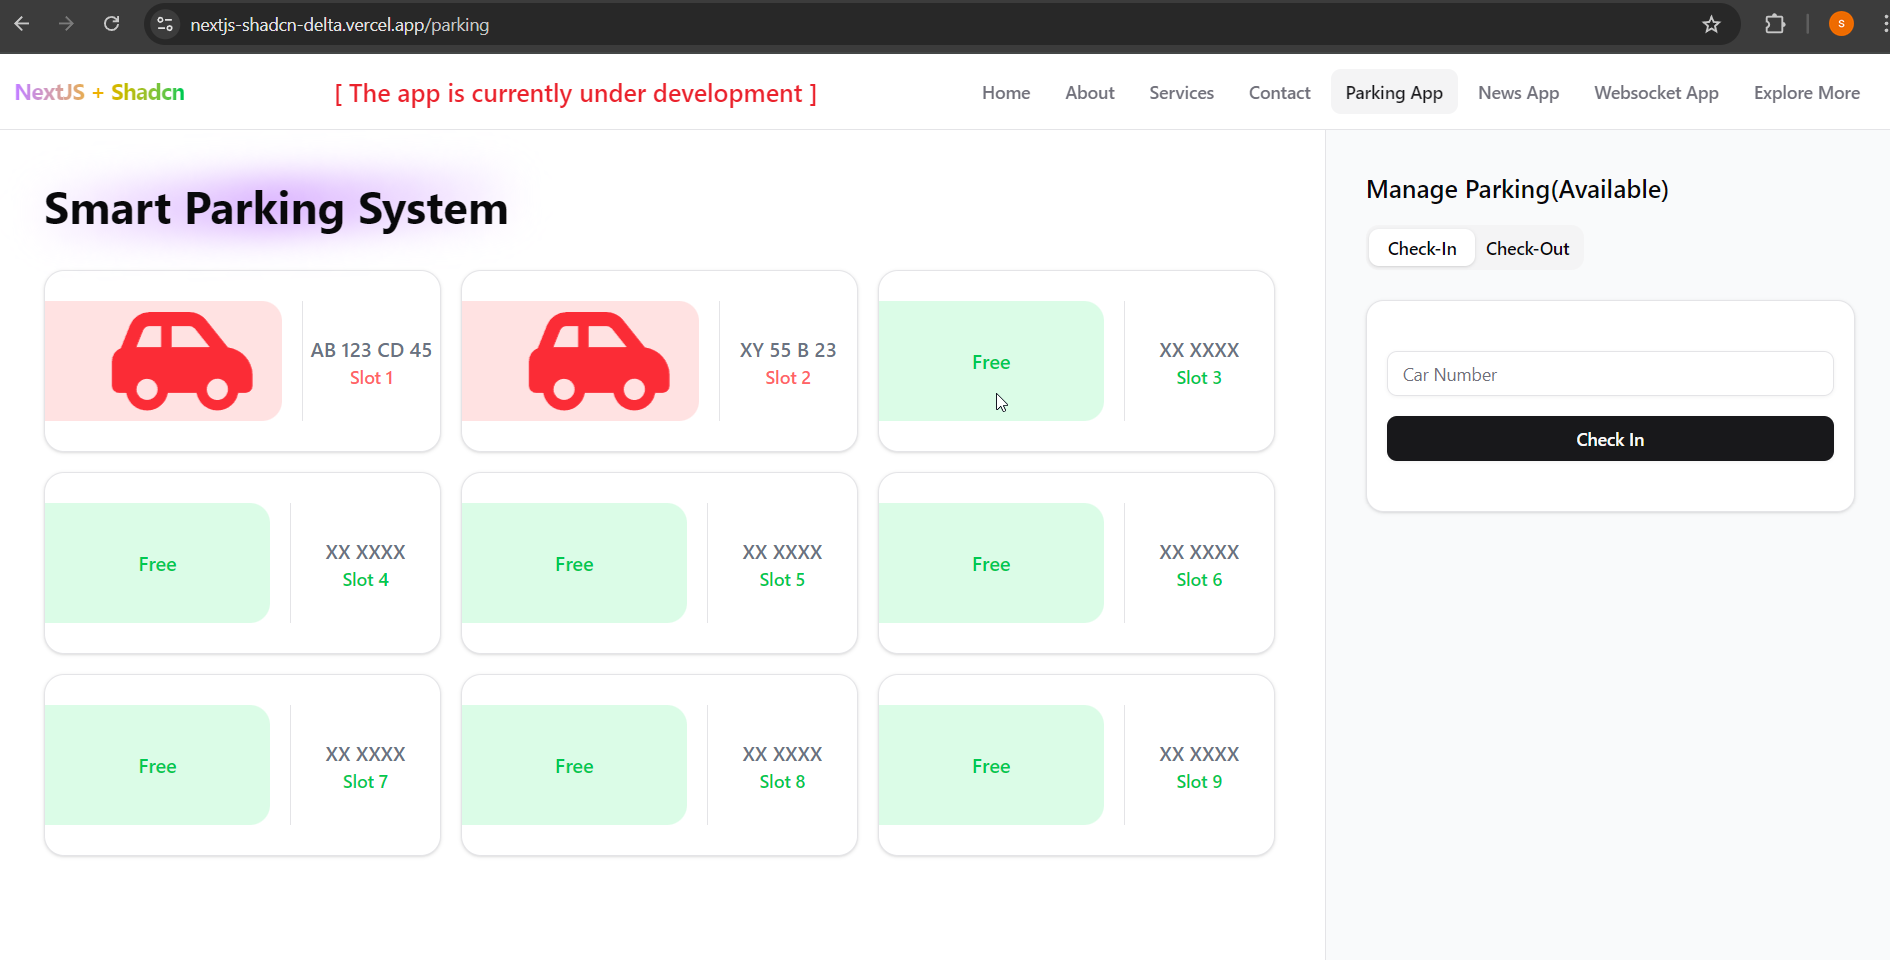 nextjs-shadcn-delta.vercel.app/parking
S
NextJS + Shadcn
[ The app is currently under development ]
Home
About
Services
Contact
Parking App
News App
Websocket App
Explore More
Smart Parking System
AB 123 CD 45
Slot 1
XY 55 B 23
Slot 2
Free
XX XXXX
Slot 3
Free
XX XXXX
Slot 4
Free
XX XXXX
Slot 5
Free
XX XXXX
Slot 6
Free
XX XXXX
Slot 7
Free
XX XXXX
Slot 8
Free
XX XXXX
Slot 9
Manage Parking(Available)
Check-In
Check-Out
Car Number
Check In